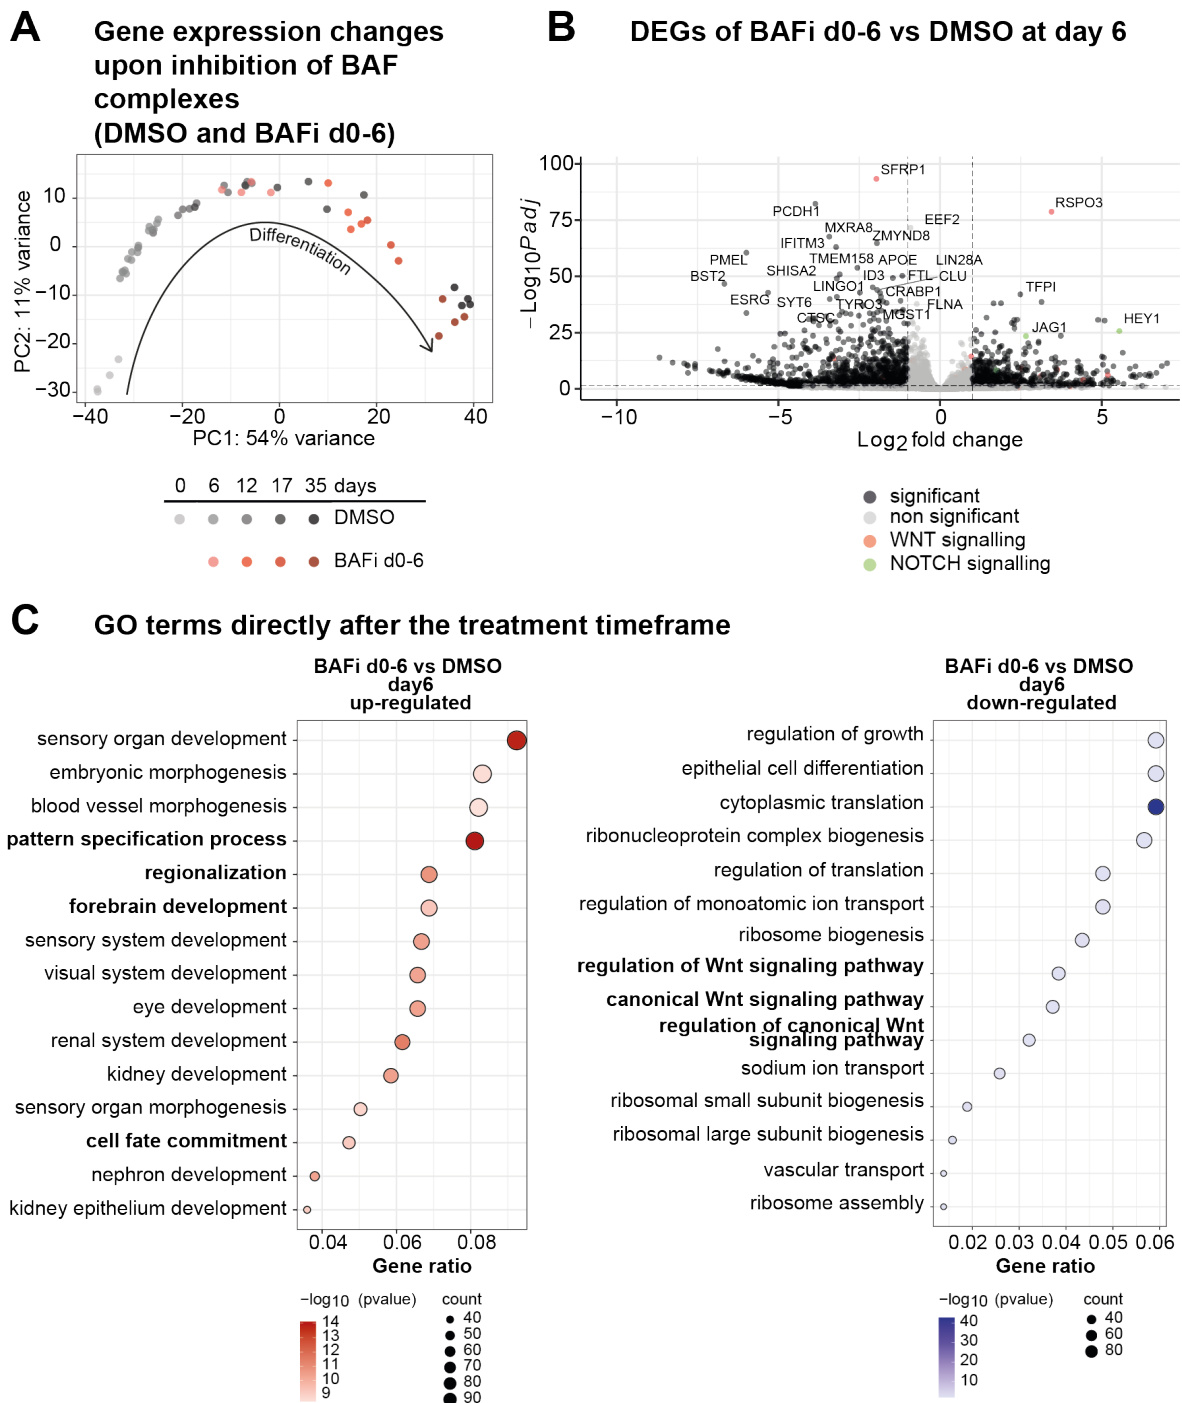 A
Gene expression changes
upon inhibition of BAF
complexes
(DMSO and BAFi d0-6)
PC2: 11% variance
10
0
−10
−20
−30
Differentiation
−40
−20
0
20
40
PC1: 54% variance
0 6 12 17 35 days
DMSO
BAFi d0-6
B
DEGs of BAFi d0-6 vs DMSO at day 6
−Log10Padj
100
75
50
25
0
SFRP1
RSPO3
PCDH1
EEF2
MXRA8
ZMYND8
IFITM3
PMEL
TMEM158
APOE
LIN28A
BST2
SHISA2
ID3
FTL
CLU
LINGO1
CRABP1
TFPI
ESRG
SYT6
TYRO3
FLNA
CTSC
MGST1
JAG1
HEY1
−10
−5
0
5
Log2 fold change
significant
non significant
WNT signalling
NOTCH signalling
C
GO terms directly after the treatment timeframe
BAFi d0-6 vs DMSO
day6
up-regulated
sensory organ development
embryonic morphogenesis
blood vessel morphogenesis
pattern specification process
regionalization
forebrain development
sensory system development
visual system development
eye development
renal system development
kidney development
sensory organ morphogenesis
cell fate commitment
nephron development
kidney epithelium development
0.04 0.06 0.08
Gene ratio
−log10 (pvalue)
14
13
12
11
10
9
count
40
50
60
70
80
90
BAFi d0-6 vs DMSO
day6
down-regulated
regulation of growth
epithelial cell differentiation
cytoplasmic translation
ribonucleoprotein complex biogenesis
regulation of translation
regulation of monoatomic ion transport
ribosome biogenesis
regulation of Wnt signaling pathway
canonical Wnt signaling pathway
regulation of canonical Wnt
signaling pathway
sodium ion transport
ribosomal small subunit biogenesis
ribosomal large subunit biogenesis
vascular transport
ribosome assembly
0.02 0.03 0.04 0.05 0.06
Gene ratio
−log10 (pvalue)
40
30
20
10
count
40
60
80